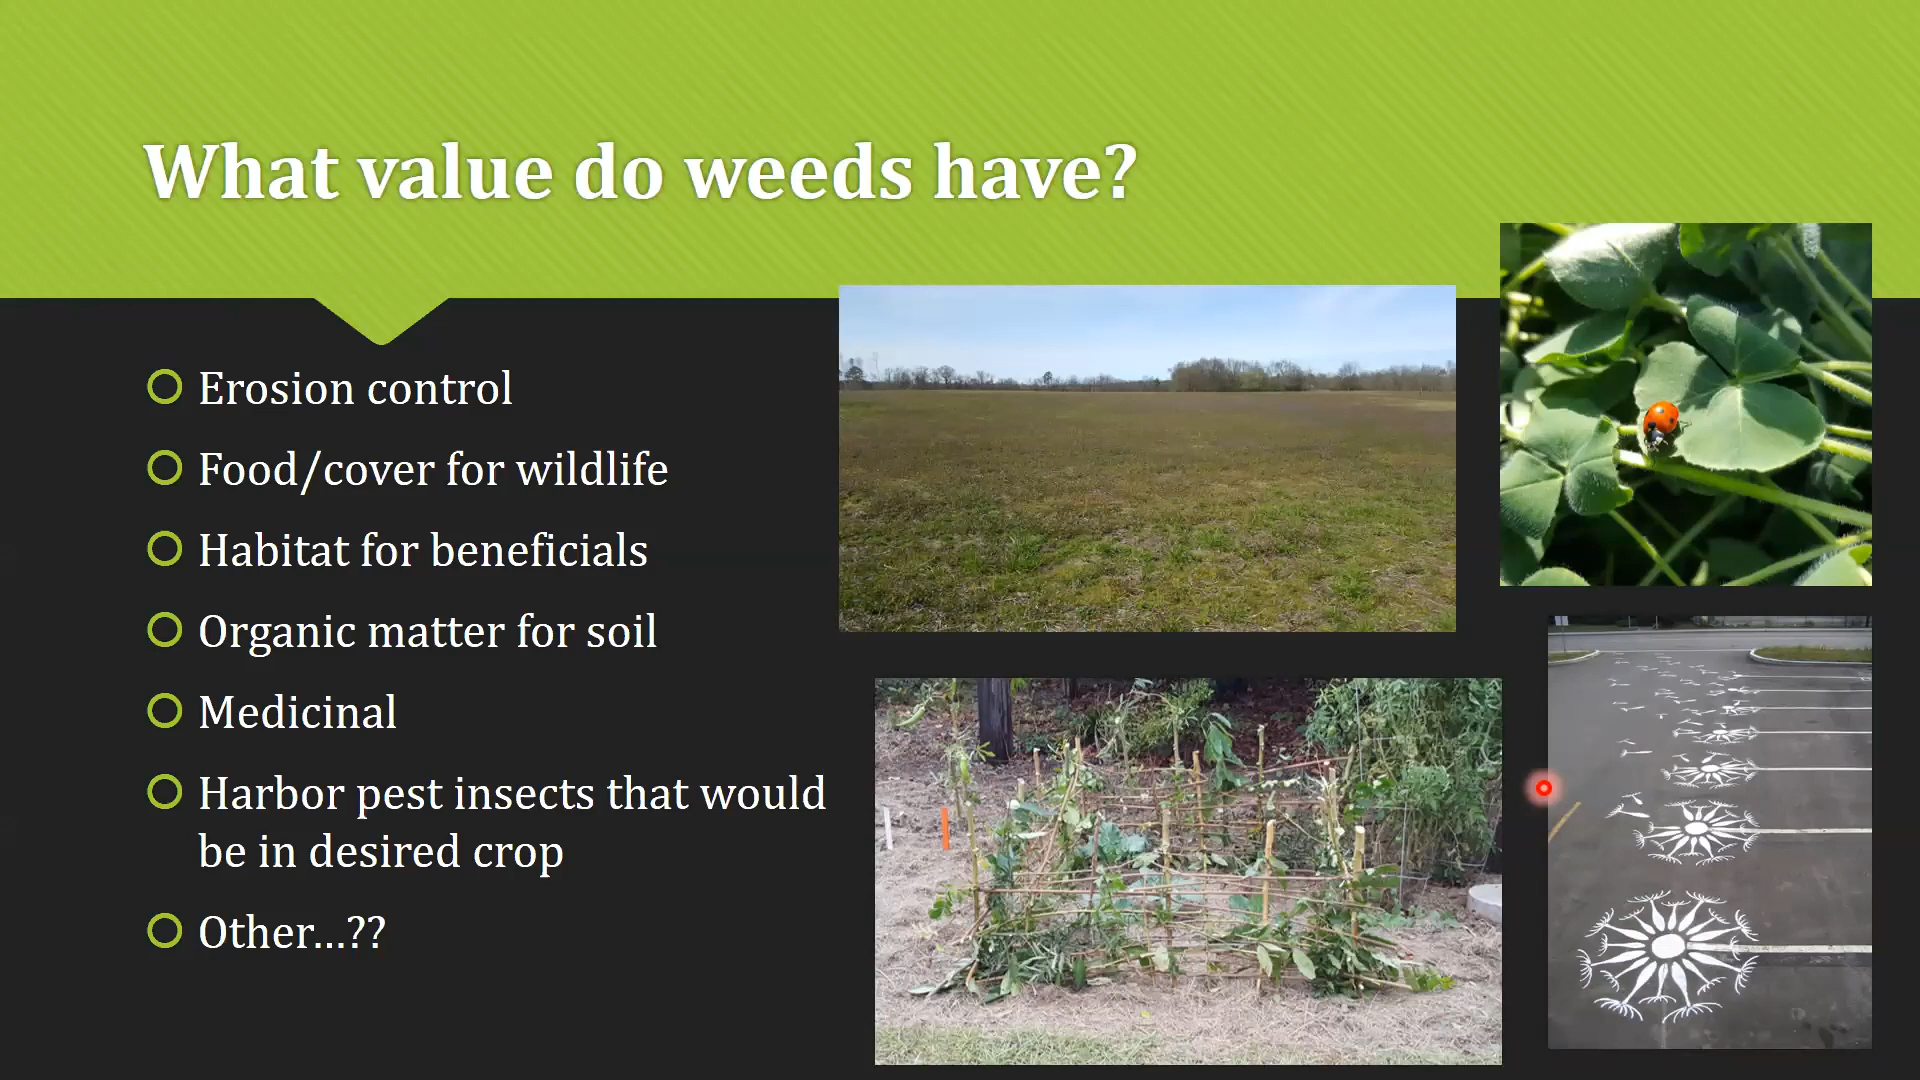 What value do weeds have?
Erosion control
Food/cover for wildlife
Habitat for beneficials
Organic matter for soil
Medicinal
Harbor pest insects that would
be in desired crop
Other...??